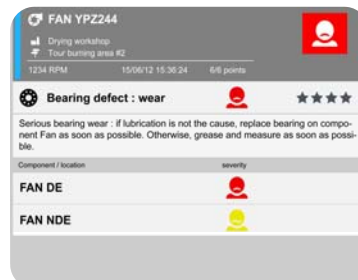 FAN YPZ244
Drying workshop
Tour burning area #2
1234 RPM 15/06/12 15:36:24 6/6 points
Bearing defect : wear
Serious bearing wear : if lubrication is not the cause, replace bearing on compo-
nent Fan as soon as possible. Otherwise, grease and measure as soon as possi-
ble.
Component / location severity
FAN DE
FAN NDE